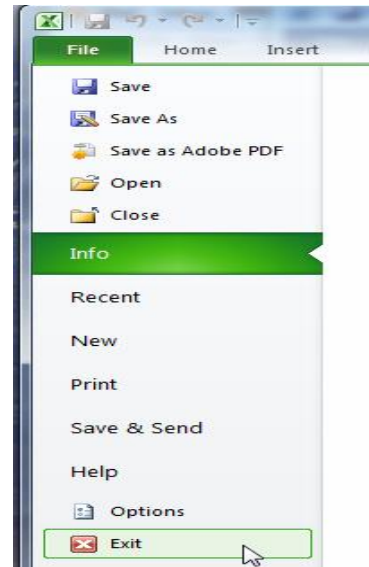 File Home Insert
Save
Save As
Save as Adobe PDF
Open
Close
Info
Recent
New
Print
Save & Send
Help
Options
Exit